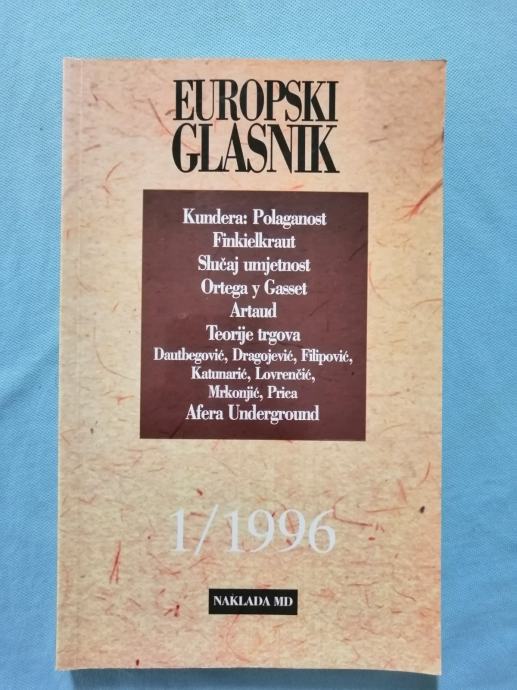 EUROPSKI
GLASNIK
Kundera: Polaganost
Finkielkraut
Slučaj umjetnost
Ortega y Gasset
Artaud
Teorije trgova
Dautbegović, Dragojević, Filipović,
Katunarić, Lovrenčić,
Mrkonjić, Prica
Afera Underground
1/1996
NAKLADA MD